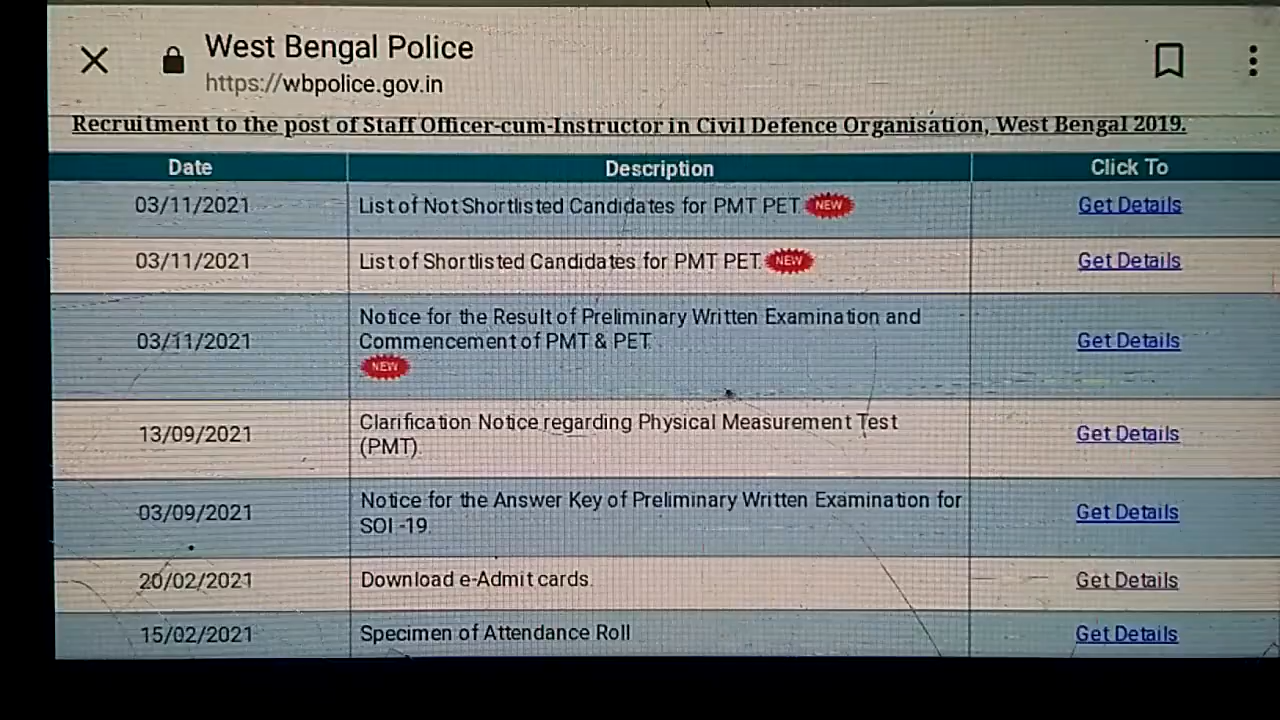 West Bengal Police
https://wbpolice.gov.in
Recruitment to the post of Staff Officer-cum-Instructor in Civil Defence Organisation, West Bengal 2019.
Date Description Click To
03/11/2021 List of Not Shortlisted Candidates for PMT PET. NEW Get Details
03/11/2021 List of Shortlisted Candidates for PMT PET. NEW Get Details
Notice for the Result of Preliminary Written Examination and
03/11/2021 Commencement of PMT & PET. Get Details
NEW
Clarification Notice regarding Physical Measurement Test
13/09/2021 Get Details
(PMT).
Notice for the Answer Key of Preliminary Written Examination for
03/09/2021 Get Details
SOI -19.
20/02/2021 Download e-Admit cards. Get Details
15/02/2021 Specimen of Attendance Roll Get Details